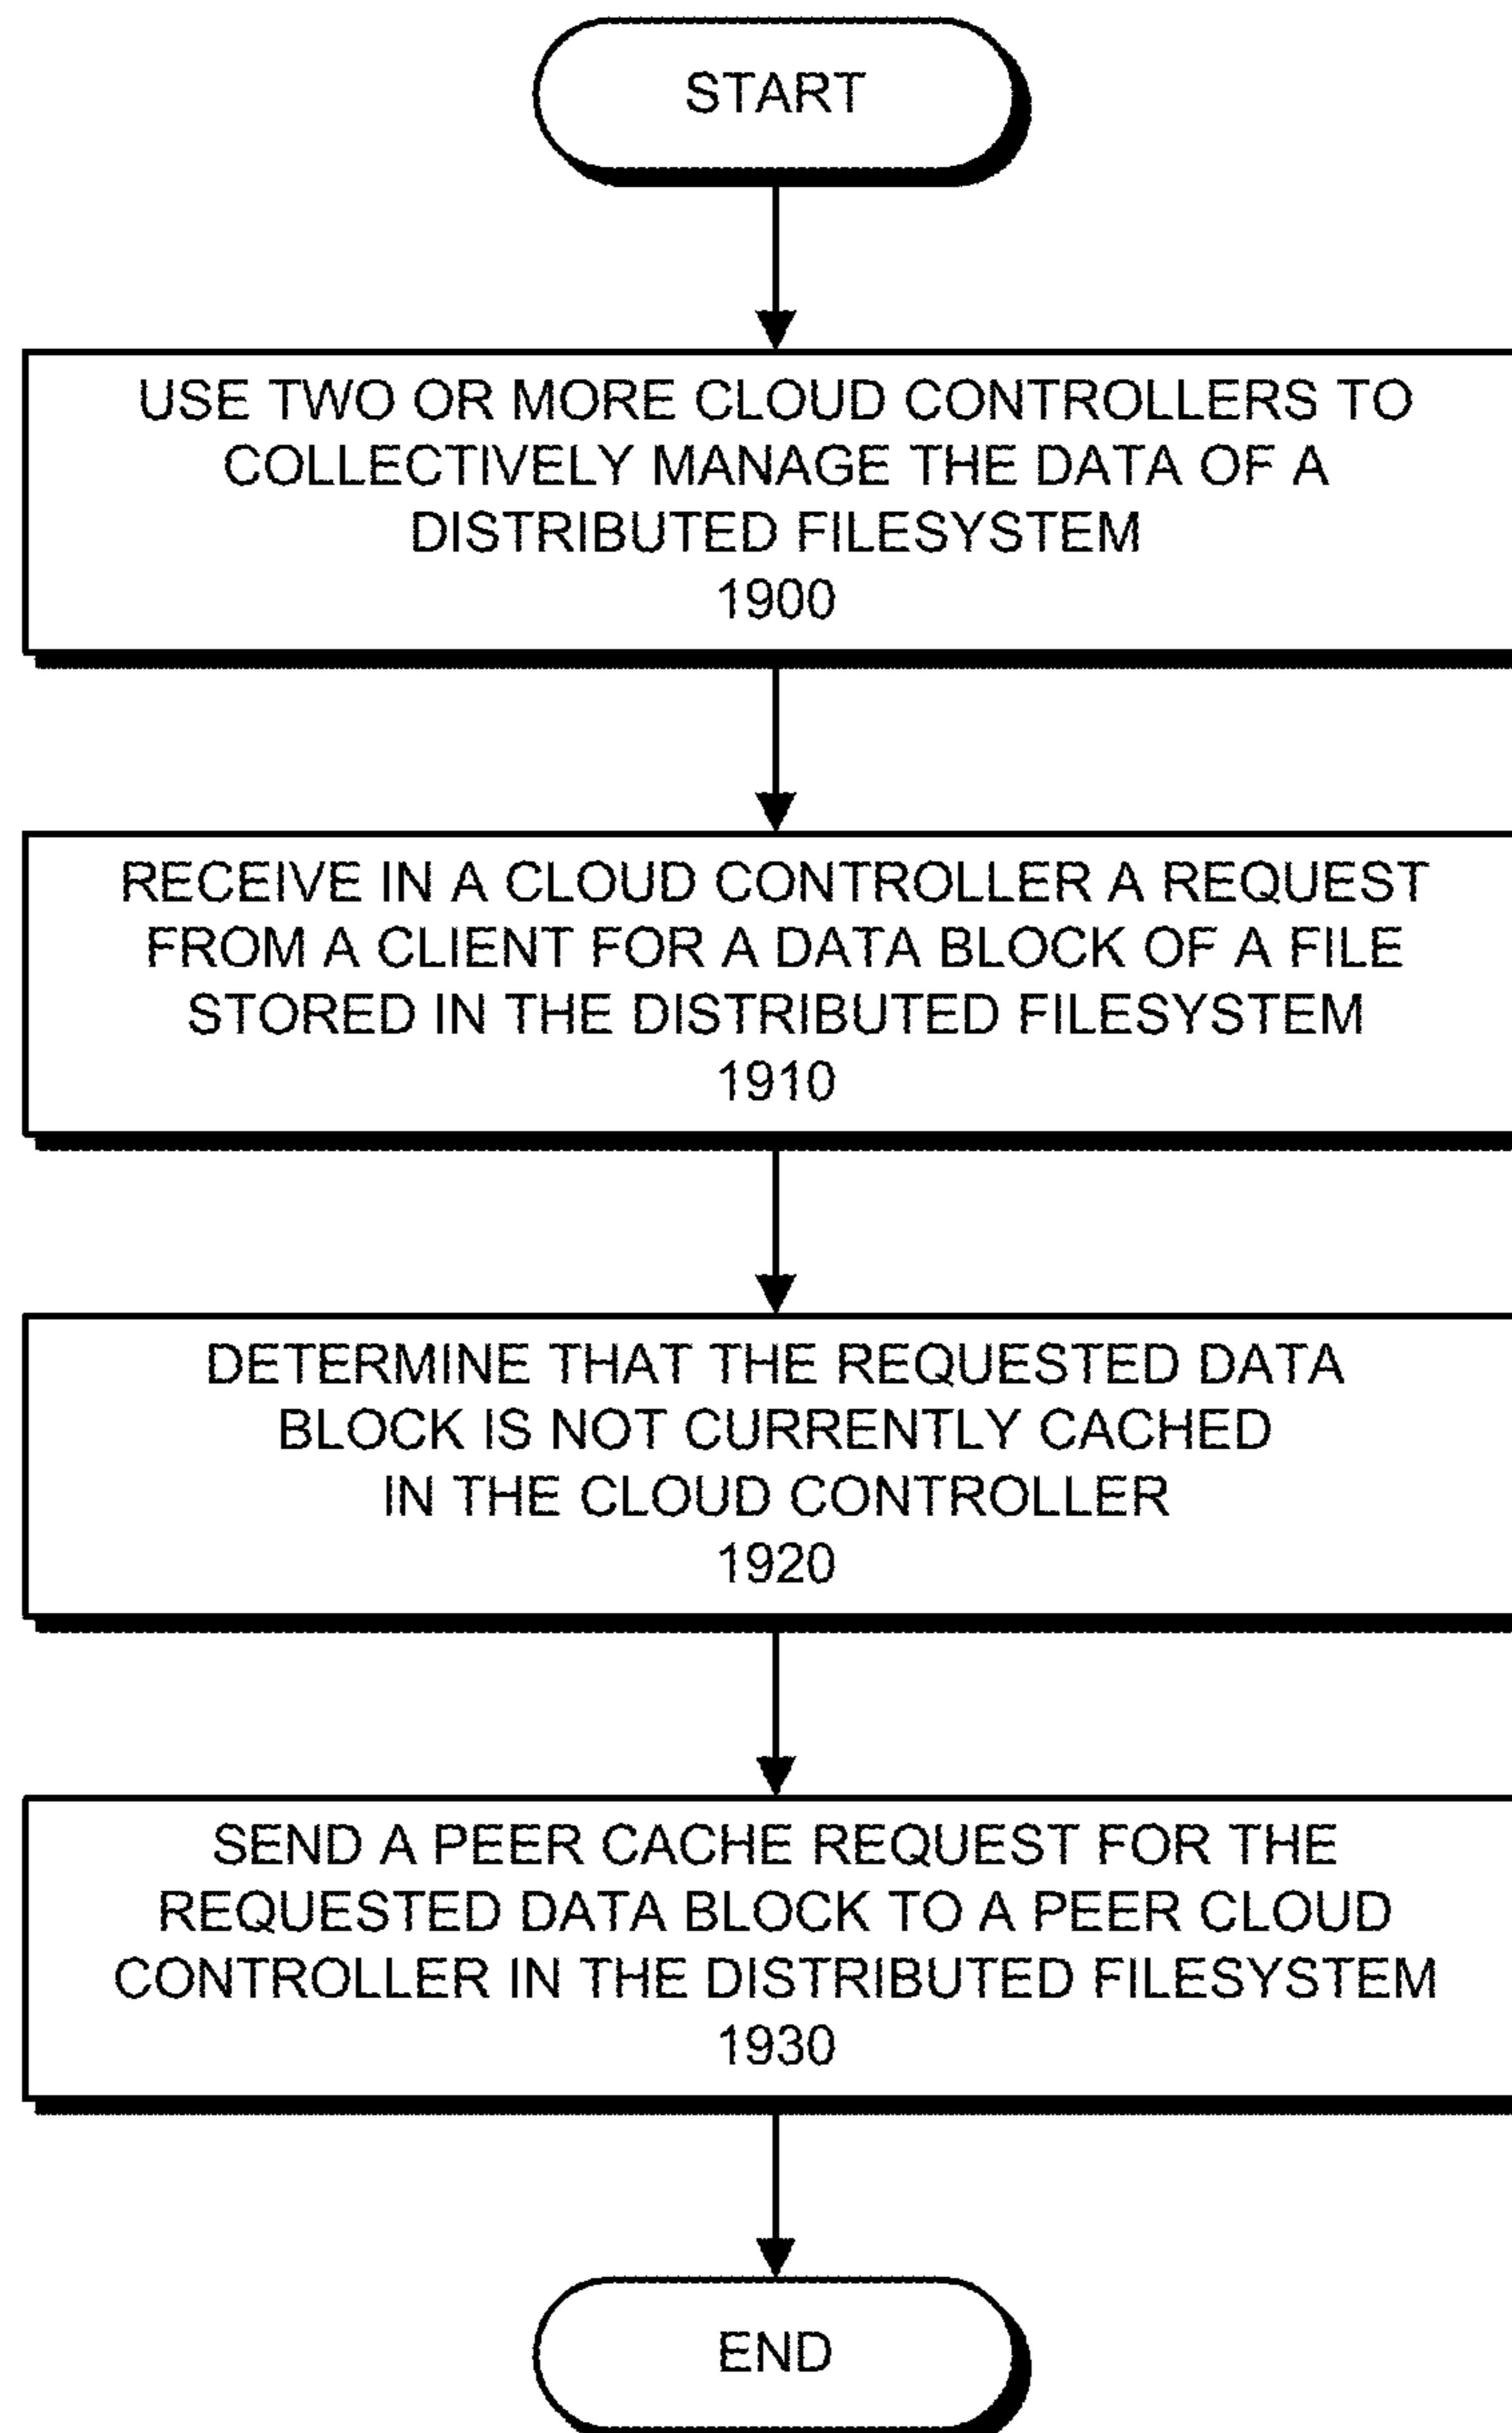 START
USE TWO OR MORE CLOUD CONTROLLERS TO
COLLECTIVELY MANAGE THE DATA OF A
DISTRIBUTED FILESYSTEM
1900
RECEIVE IN A CLOUD CONTROLLER A REQUEST
FROM A CLIENT FOR A DATA BLOCK OF A FILE
STORED IN THE DISTRIBUTED FILESYSTEM
1910
DETERMINE THAT THE REQUESTED DATA
BLOCK IS NOT CURRENTLY CACHED
IN THE CLOUD CONTROLLER
1920
SEND A PEER CACHE REQUEST FOR THE
REQUESTED DATA BLOCK TO A PEER CLOUD
CONTROLLER IN THE DISTRIBUTED FILESYSTEM
1930
END